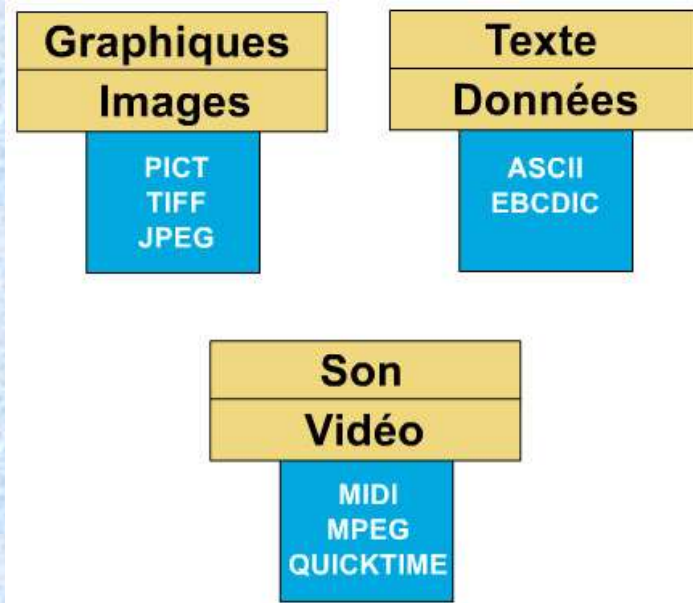 Graphiques
Images
PICT
TIFF
JPEG
Texte
Données
ASCII
EBCDIC
Son
Vidéo
MIDI
MPEG
QUICKTIME